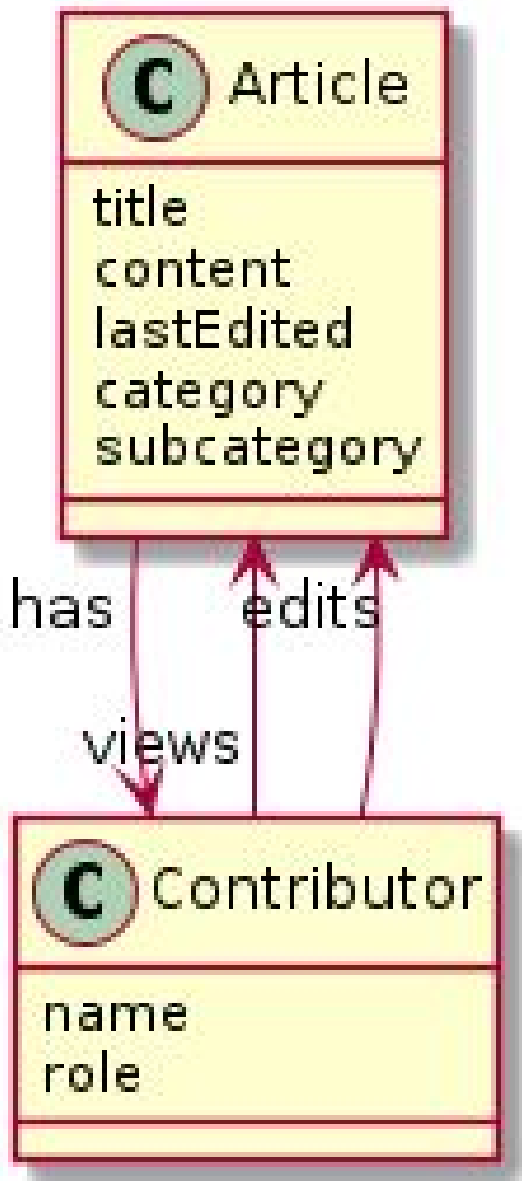 C Article
title
content
lastEdited
category
subcategory
has
edits
views
C Contributor
name
role